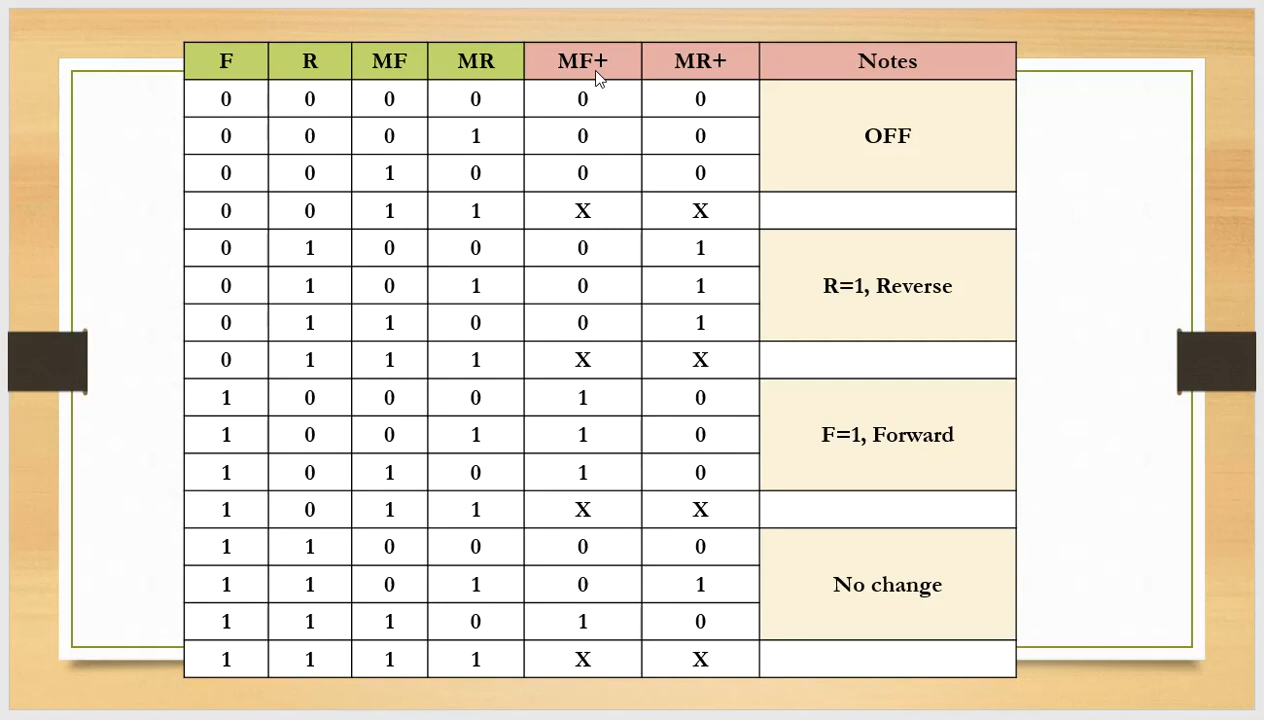 F R MF MR MF+ MR+ Notes
0 0 0 0 0 0
0 0 0 1 0 0 OFF
0 0 1 0 0 0
0 0 1 1 X X
0 1 0 0 0 1
0 1 0 1 0 1 R=1, Reverse
0 1 1 0 0 1
0 1 1 1 X X
1 0 0 0 1 0
1 0 0 1 1 0 F=1, Forward
1 0 1 0 1 0
1 0 1 1 X X
1 1 0 0 0 0
1 1 0 1 0 1 No change
1 1 1 0 1 0
1 1 1 1 X X